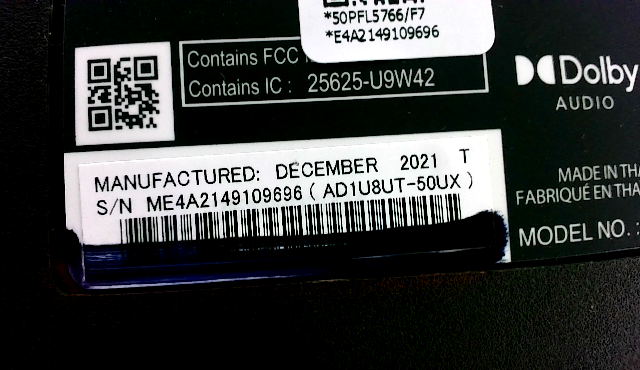 *50PFL5766/F7
*E4A2149109696
Contains FCC
Contains IC : 25625-U9W42
Dolby
AUDIO
MANUFACTURED: DECEMBER 2021 T
S/N ME4A2149109696 ( AD1U8UT-50UX )
MADE IN THA
FABRIQUÉ EN THA
MODEL NO. :